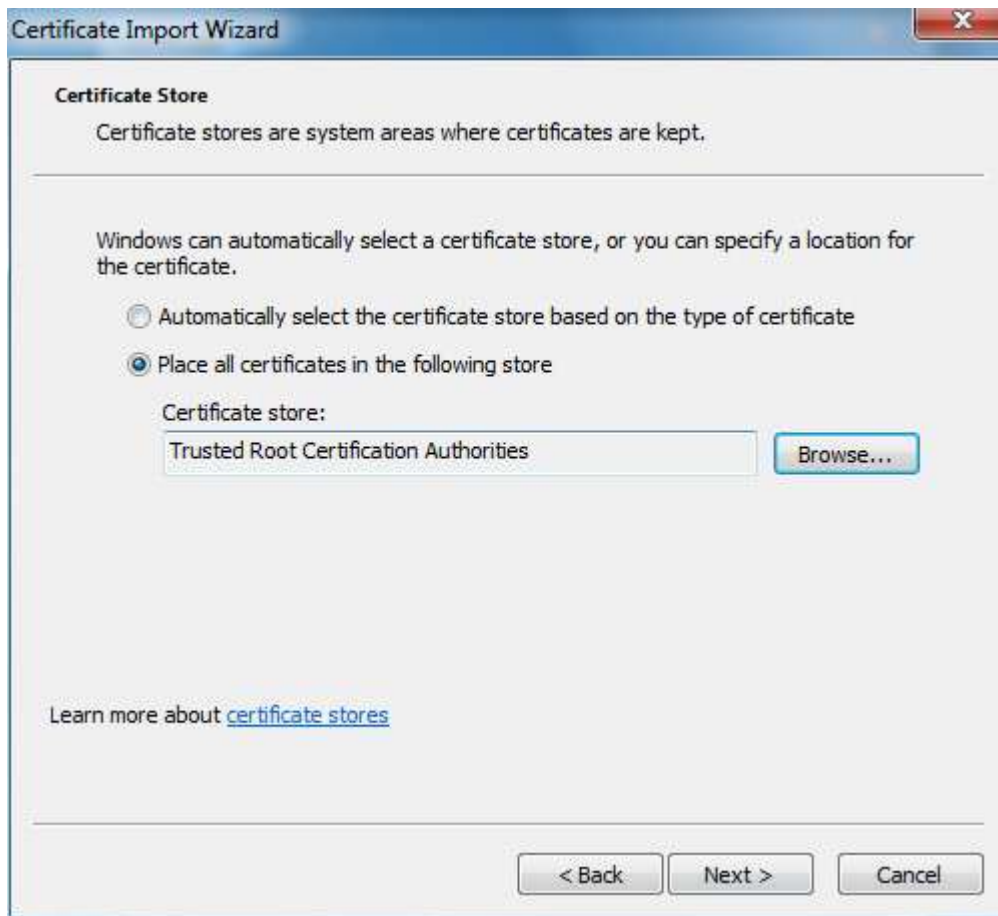 Certificate Import Wizard
Certificate Store
Certificate stores are system areas where certificates are kept.
Windows can automatically select a certificate store, or you can specify a location for
the certificate.
Automatically select the certificate store based on the type of certificate
Place all certificates in the following store
Certificate store:
Trusted Root Certification Authorities
Browse...
Learn more about certificate stores
< Back Next > Cancel